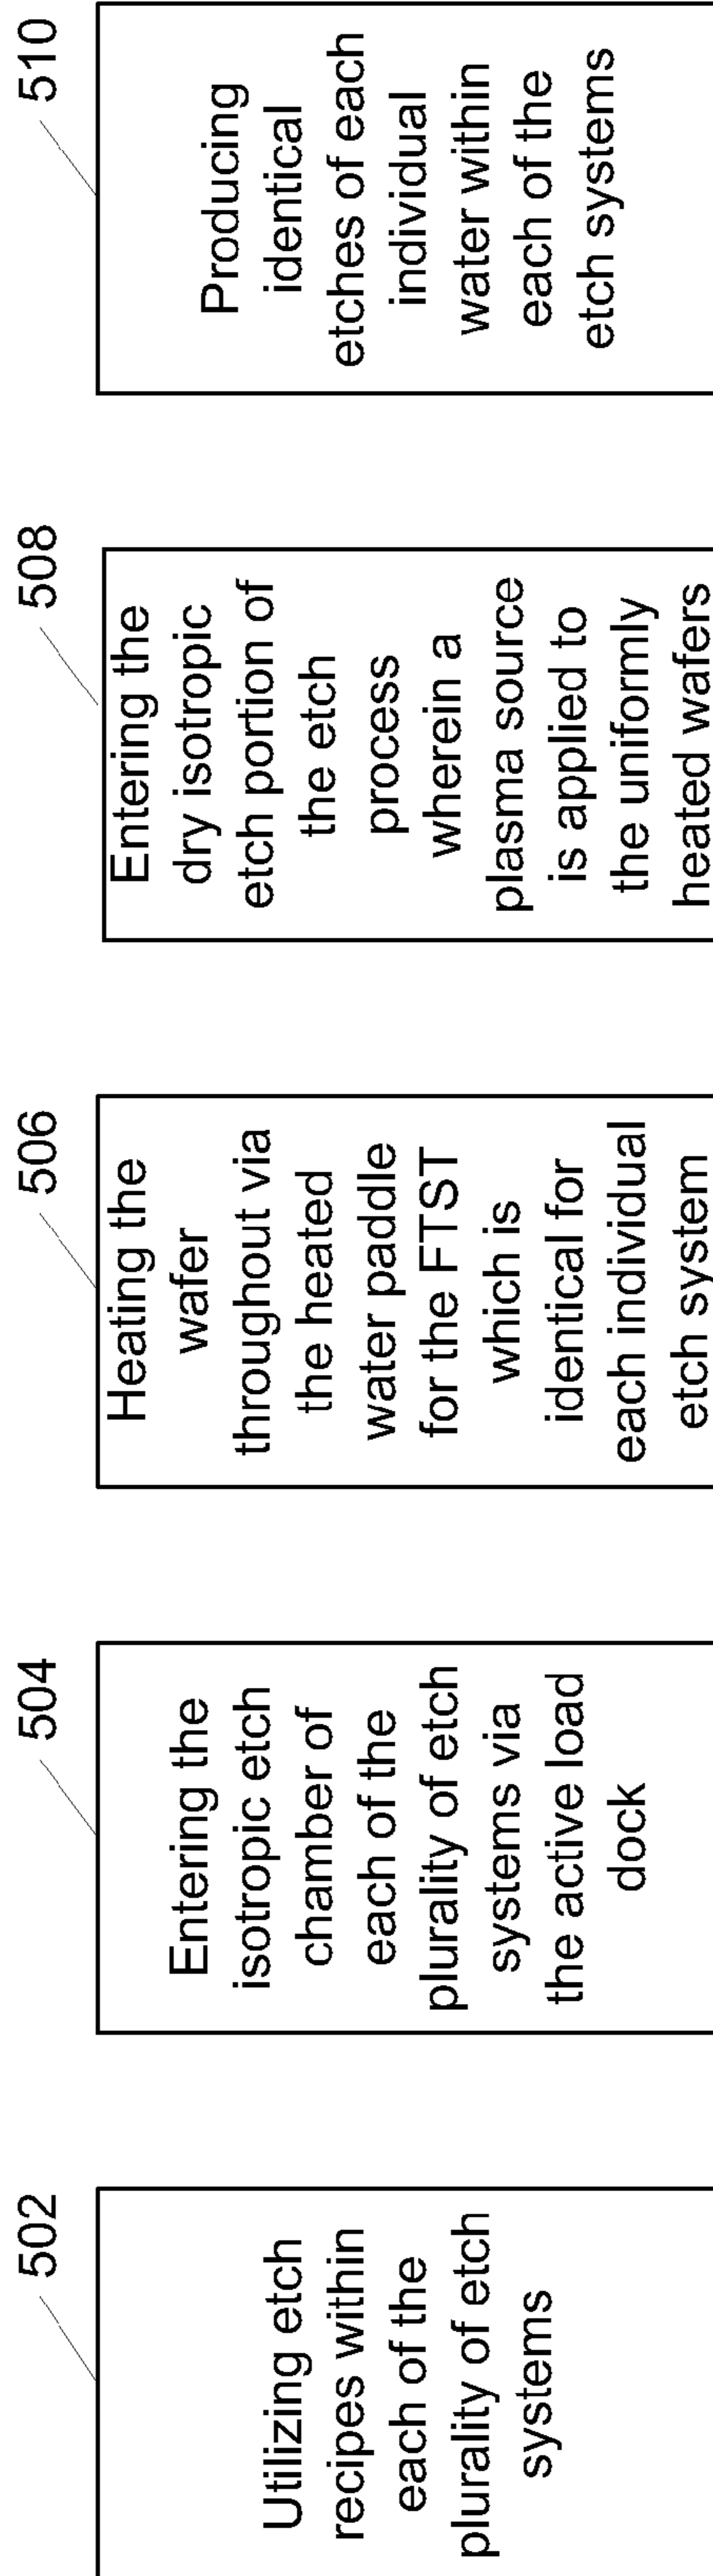 502
Utilizing etch
recipes within
each of the
plurality of etch
systems
504
Entering the
isotropic etch
chamber of
each of the
plurality of etch
systems via
the active load
dock
506
Heating the
wafer
throughout via
the heated
water paddle
for the FTST
which is
identical for
each individual
etch system
508
Entering the
dry isotropic
etch portion of
the etch
process
wherein a
plasma source
is applied to
the uniformly
heated wafers
510
Producing
identical
etches of each
individual
water within
each of the
etch systems